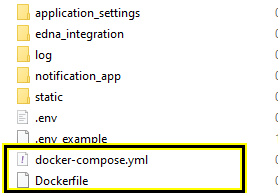 application_settings
edna_integration
log
notification_app
static
.env
.env_example
docker-compose.yml
Dockerfile